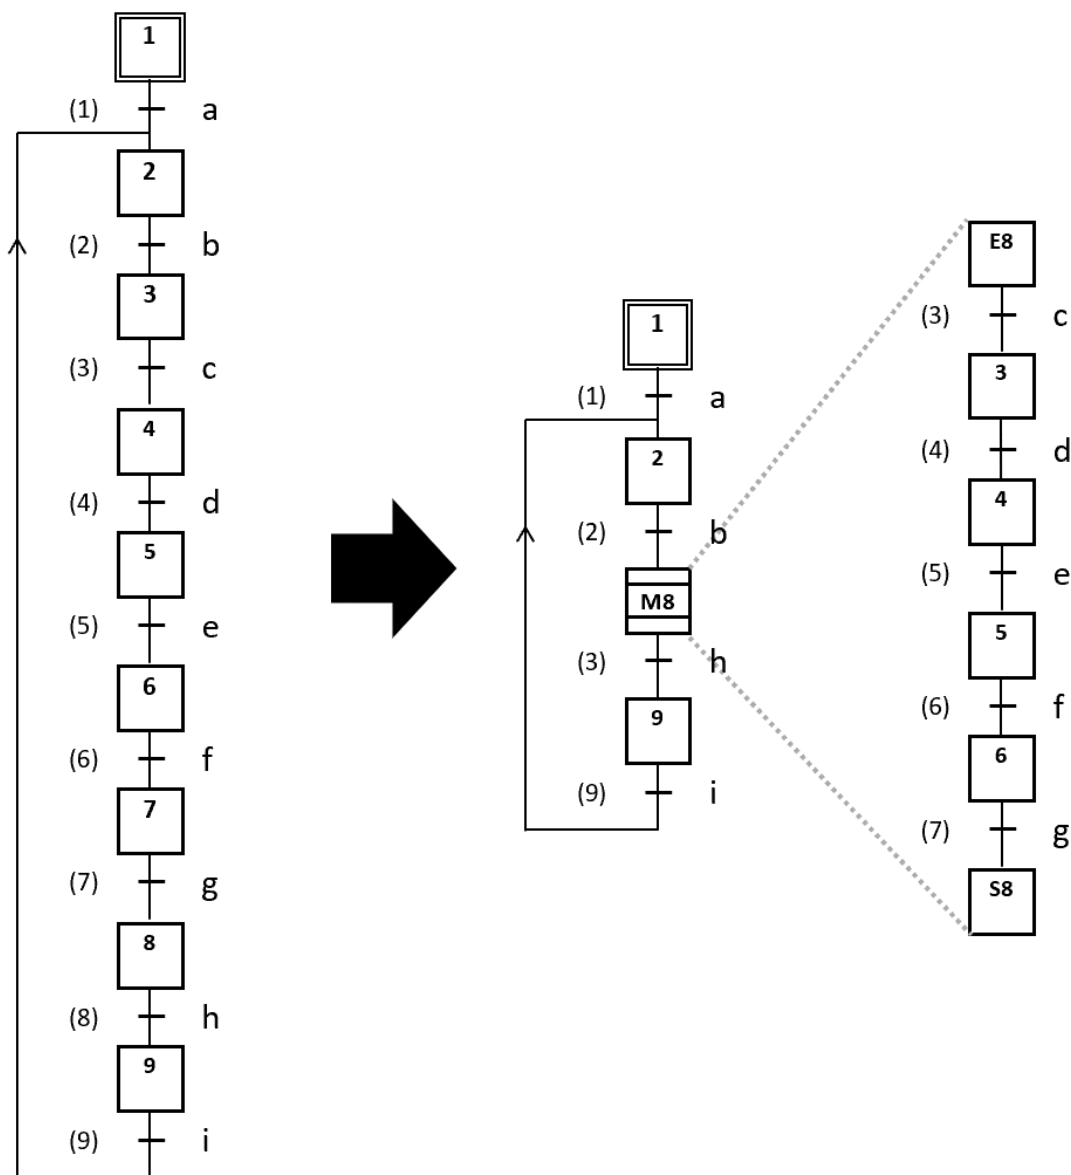 1
(1) a
2
(2) b
3
(3) c
4
(4) d
5
(5) e
6
(6) f
7
(7) g
8
(8) h
9
(9) i
1
(1) a
2
(2) b
M8
(3) h
9
(9) i
E8
(3) c
3
(4) d
4
(5) e
5
(6) f
6
(7) g
S8